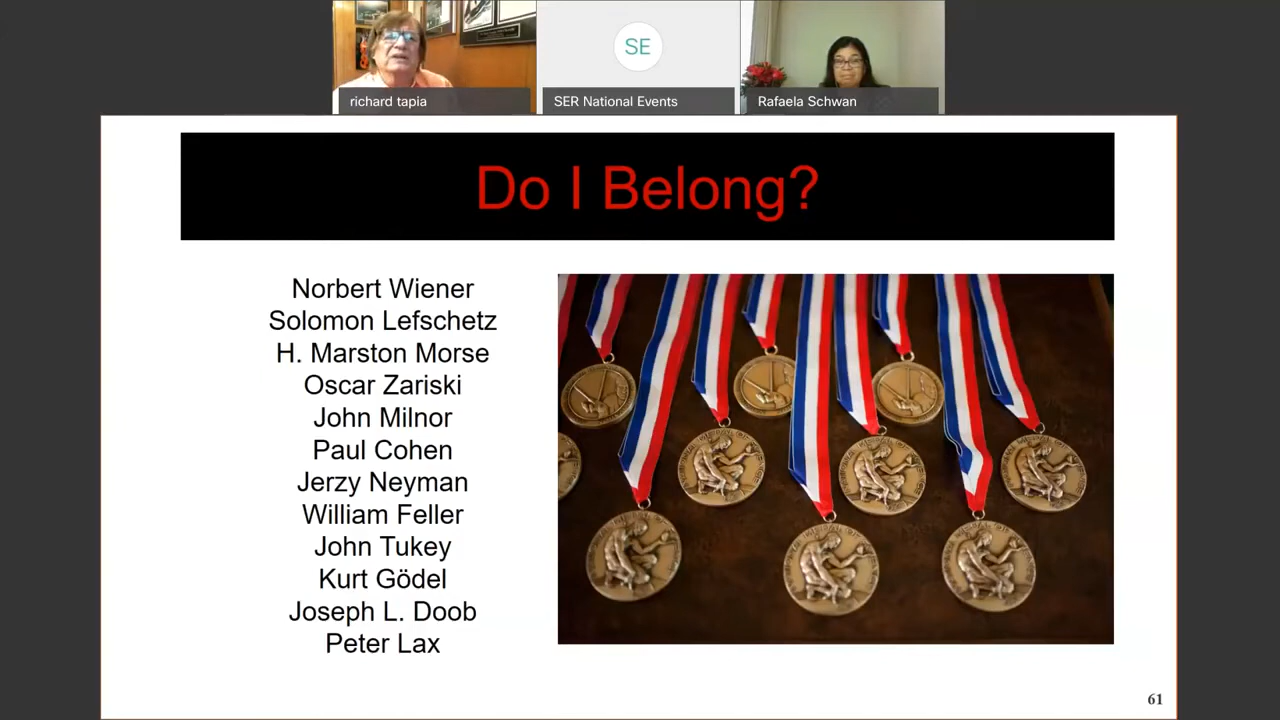 richard tapia
SE
SER National Events
Rafaela Schwan
Do I Belong?
Norbert Wiener
Solomon Lefschetz
H. Marston Morse
Oscar Zariski
John Milnor
Paul Cohen
Jerzy Neyman
William Feller
John Tukey
Kurt Gödel
Joseph L. Doob
Peter Lax
61